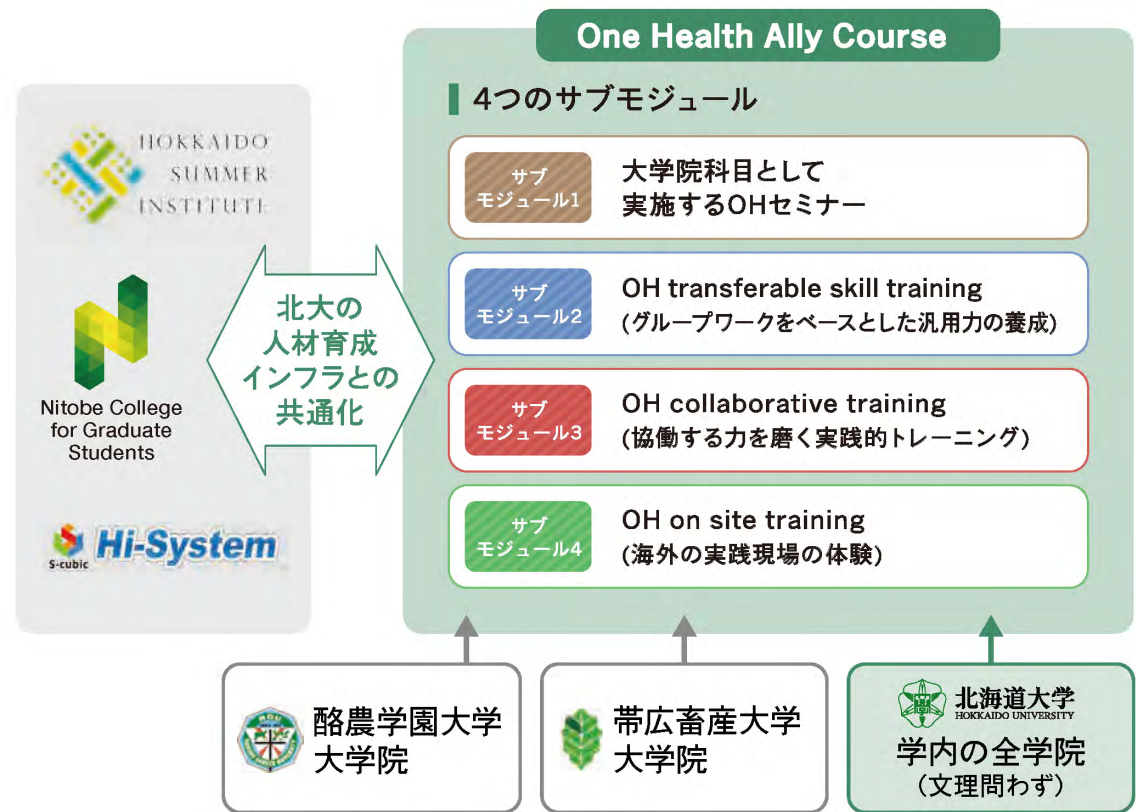 One Health Ally Course
4つのサブモジュール
HOKKAIDO
SUMMER
INSTITUTE
Nitobe College
for Graduate
Students
S-cubic
Hi-System
北大の
人材育成
インフラとの
共通化
サブ
モジュール1
大学院科目として
実施するOHセミナー
サブ
モジュール2
OH transferable skill training
(グループワークをベースとした汎用力の養成)
サブ
モジュール3
OH collaborative training
(協働する力を磨く実践的トレーニング)
サブ
モジュール4
OH on site training
(海外の実践現場の体験)
酪農学園大学
大学院
帯広畜産大学
大学院
北海道大学
HOKKAIDO UNIVERSITY
学内の全学院
(文理問わず)